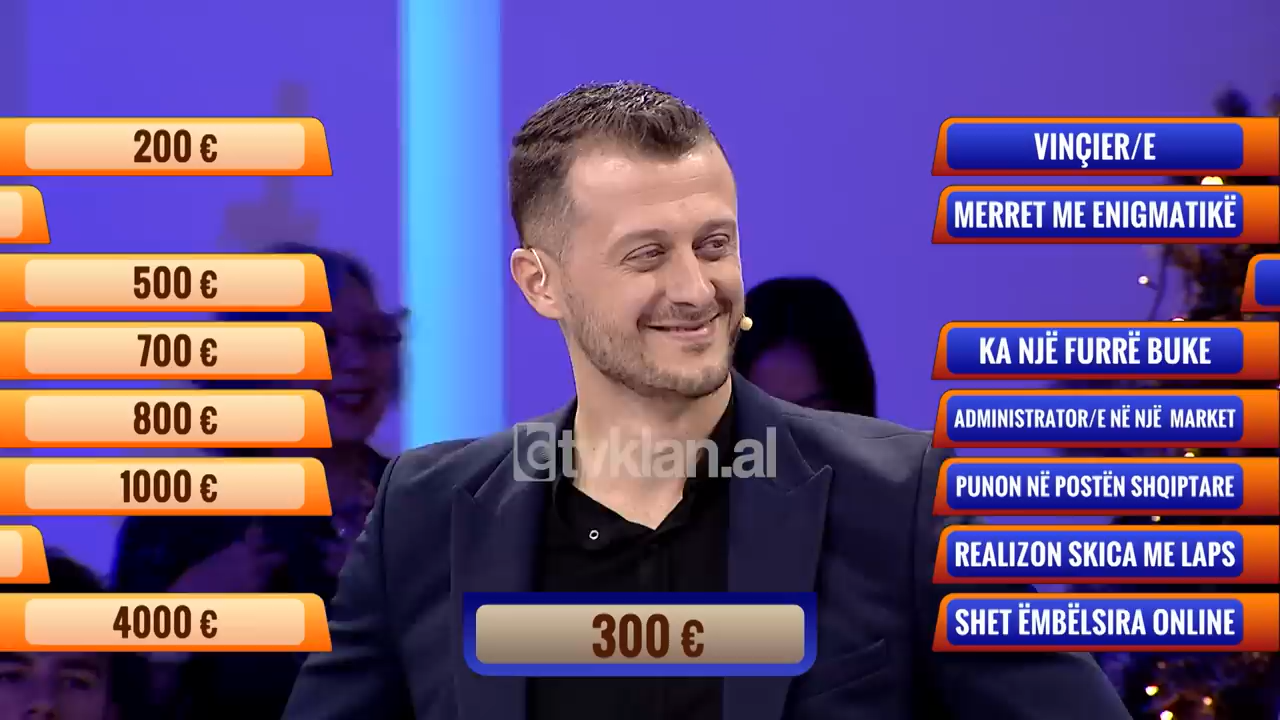 200 €
500 €
700 €
800 €
1000 €
4000 €
tvklan.al
300 €
VINÇIER/E
MERRET ME ENIGMATIKË
KA NJË FURRË BUKE
ADMINISTRATOR/E NË NJË MARKET
PUNON NË POSTËN SHQIPTARE
REALIZON SKICA ME LAPS
SHET ËMBËLSIRA ONLINE